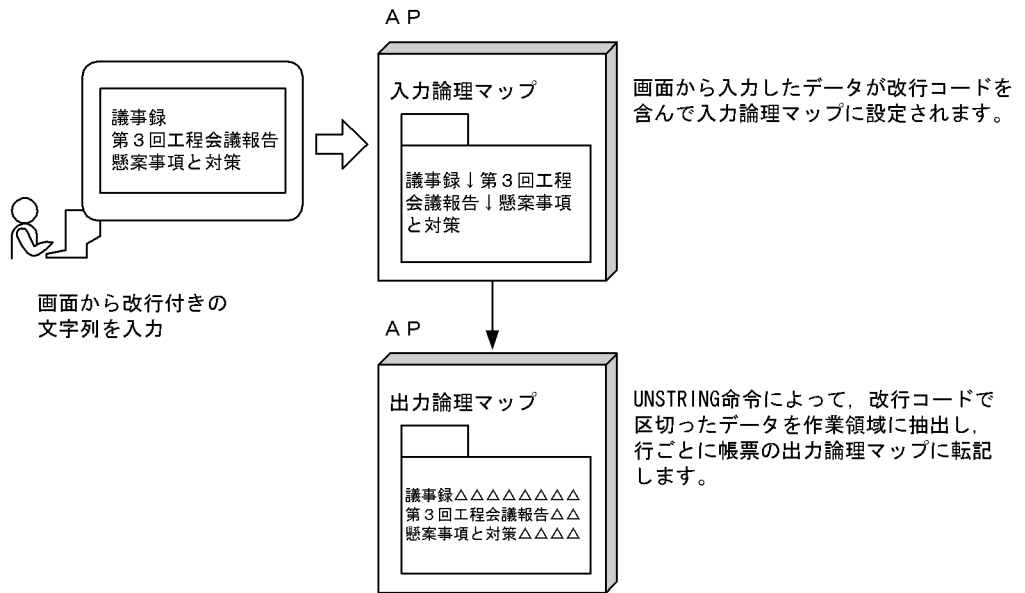 ＡＰ
入力論理マップ
議事録
第３回工程会議報告
懸案事項と対策
議事録↓第３回工程
会議報告↓懸案事項
と対策
画面から入力したデータが改行コードを
含んで入力論理マップに設定されます。
画面から改行付きの
文字列を入力
ＡＰ
出力論理マップ
議事録△△△△△△△△
第３回工程会議報告△△
懸案事項と対策△△△△
UNSTRING命令によって，改行コードで
区切ったデータを作業領域に抽出し，
行ごとに帳票の出力論理マップに転記
します。